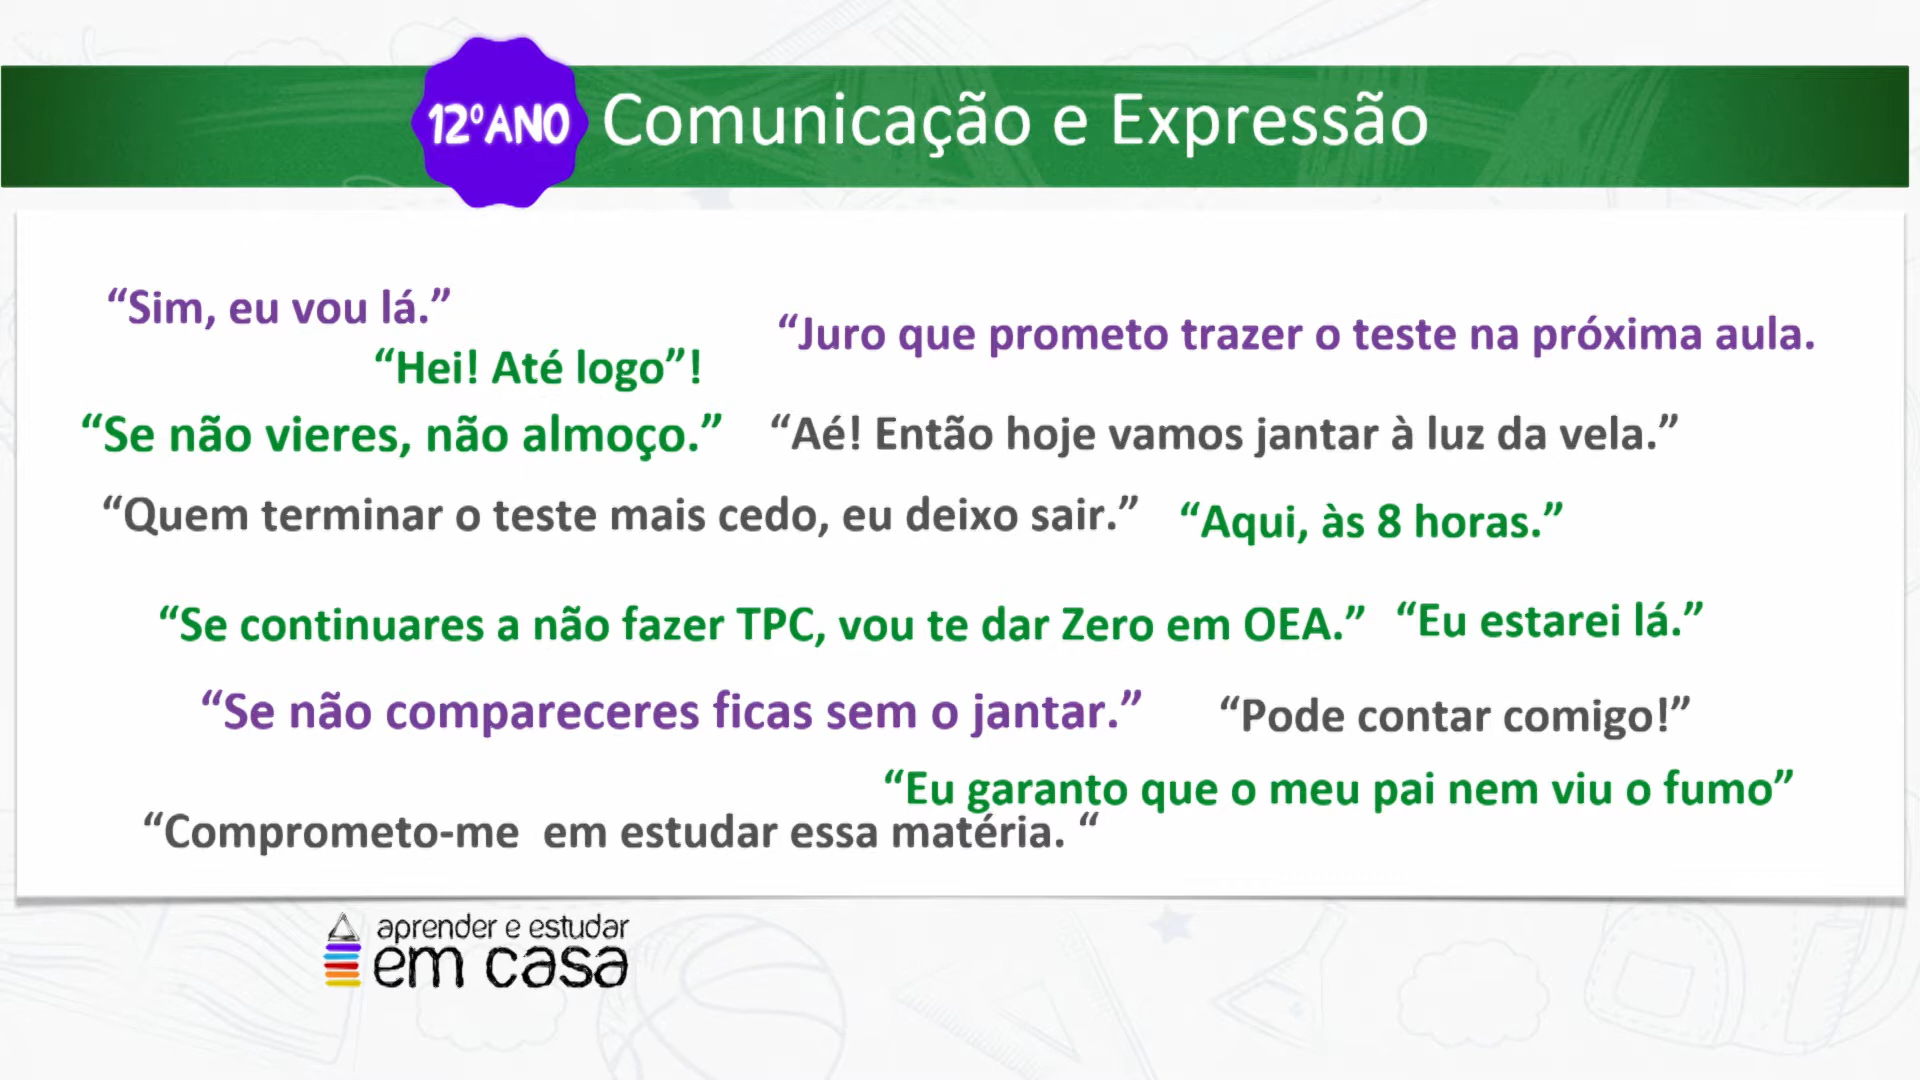 12ºANO Comunicação e Expressão
“Sim, eu vou lá.”
“Juro que prometo trazer o teste na próxima aula.
“Hei! Até logo”!
“Se não vieres, não almoço.” “Aé! Então hoje vamos jantar à luz da vela.”
“Quem terminar o teste mais cedo, eu deixo sair.” “Aqui, às 8 horas.”
“Se continuares a não fazer TPC, vou te dar Zero em OEA.” “Eu estarei lá.”
“Se não compareceres ficas sem o jantar.” “Pode contar comigo!”
“Eu garanto que o meu pai nem viu o fumo”
“Comprometo-me em estudar essa matéria. “
aprender e estudar
em casa